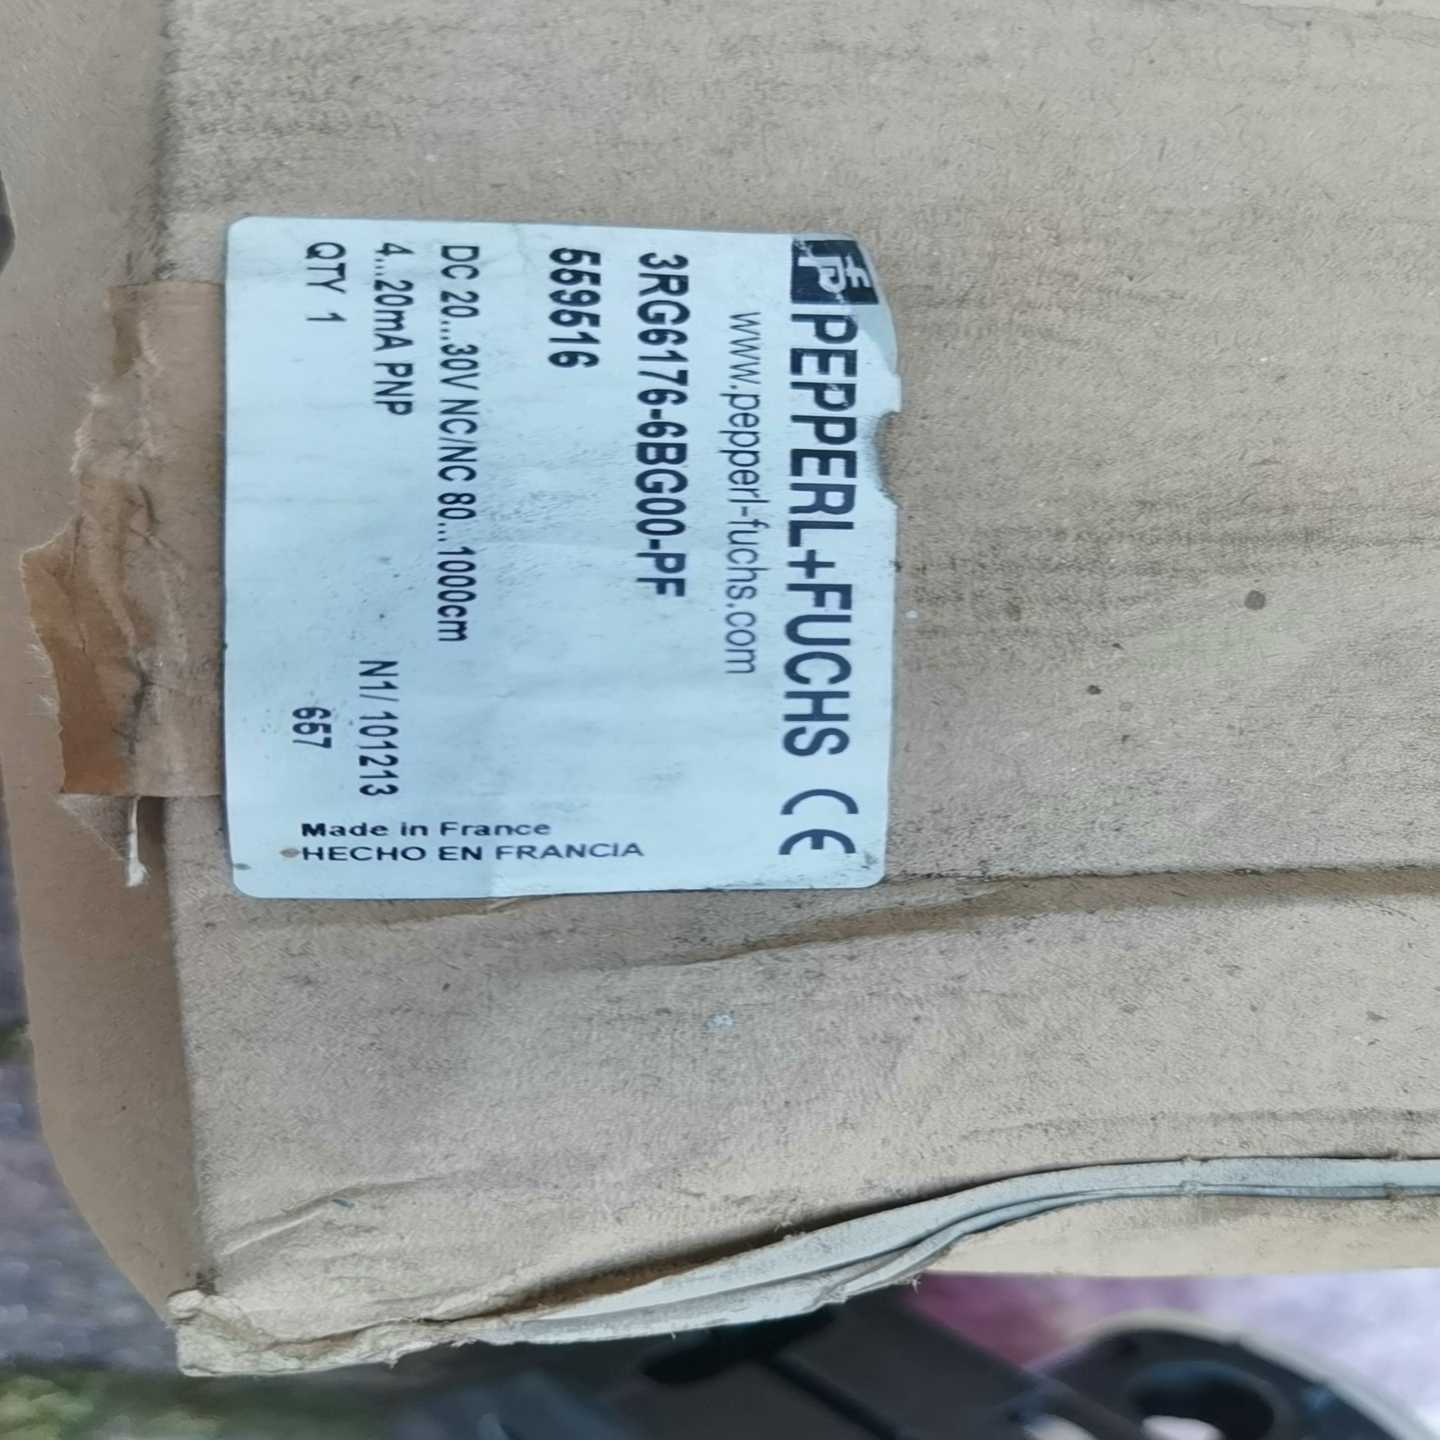 PEPPERL+FUCHS CE
www.pepperl-fuchs.com
3RG6176-6BG00-PF
559516
DC 20...30V NC/NC 80...1000cm
4...20mA PNP
N1/ 101213
QTY 1
657
Made in France
HECHO EN FRANCIA